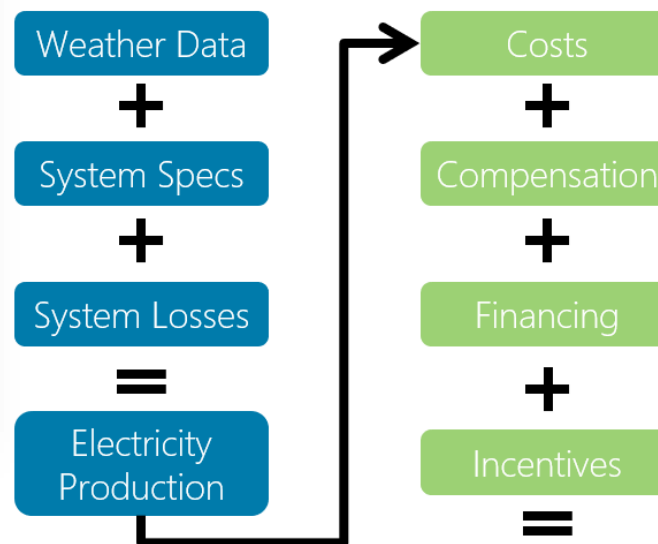 Weather Data
+
System Specs
+
System Losses
=
Electricity
Production
Costs
+
Compensation
+
Financing
+
Incentives
=